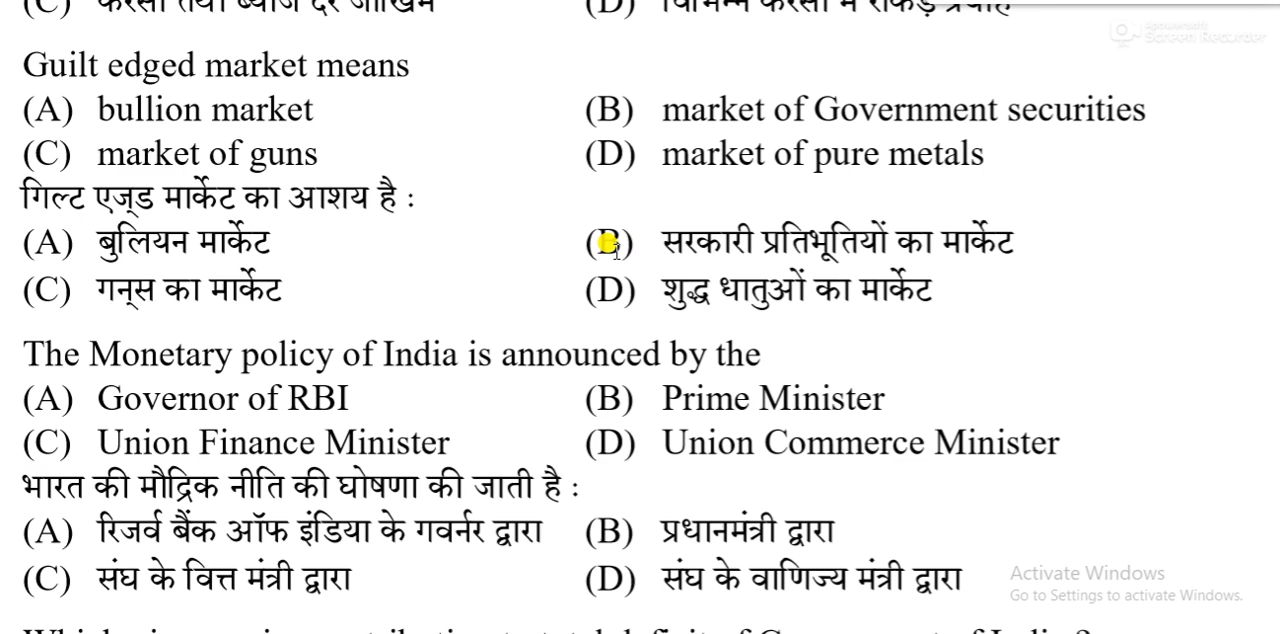 Apowersoft
Screen Recorder
Guilt edged market means
(A) bullion market (B) market of Government securities
(C) market of guns (D) market of pure metals
गिल्ट एज्ड मार्केट का आशय है :
(A) बुलियन मार्केट (B) सरकारी प्रतिभूतियों का मार्केट
(C) गन्स का मार्केट (D) शुद्ध धातुओं का मार्केट
The Monetary policy of India is announced by the
(A) Governor of RBI (B) Prime Minister
(C) Union Finance Minister (D) Union Commerce Minister
भारत की मौद्रिक नीति की घोषणा की जाती है :
(A) रिजर्व बैंक ऑफ इंडिया के गवर्नर द्वारा (B) प्रधानमंत्री द्वारा
(C) संघ के वित्त मंत्री द्वारा (D) संघ के वाणिज्य मंत्री द्वारा
Activate Windows
Go to Settings to activate Windows.